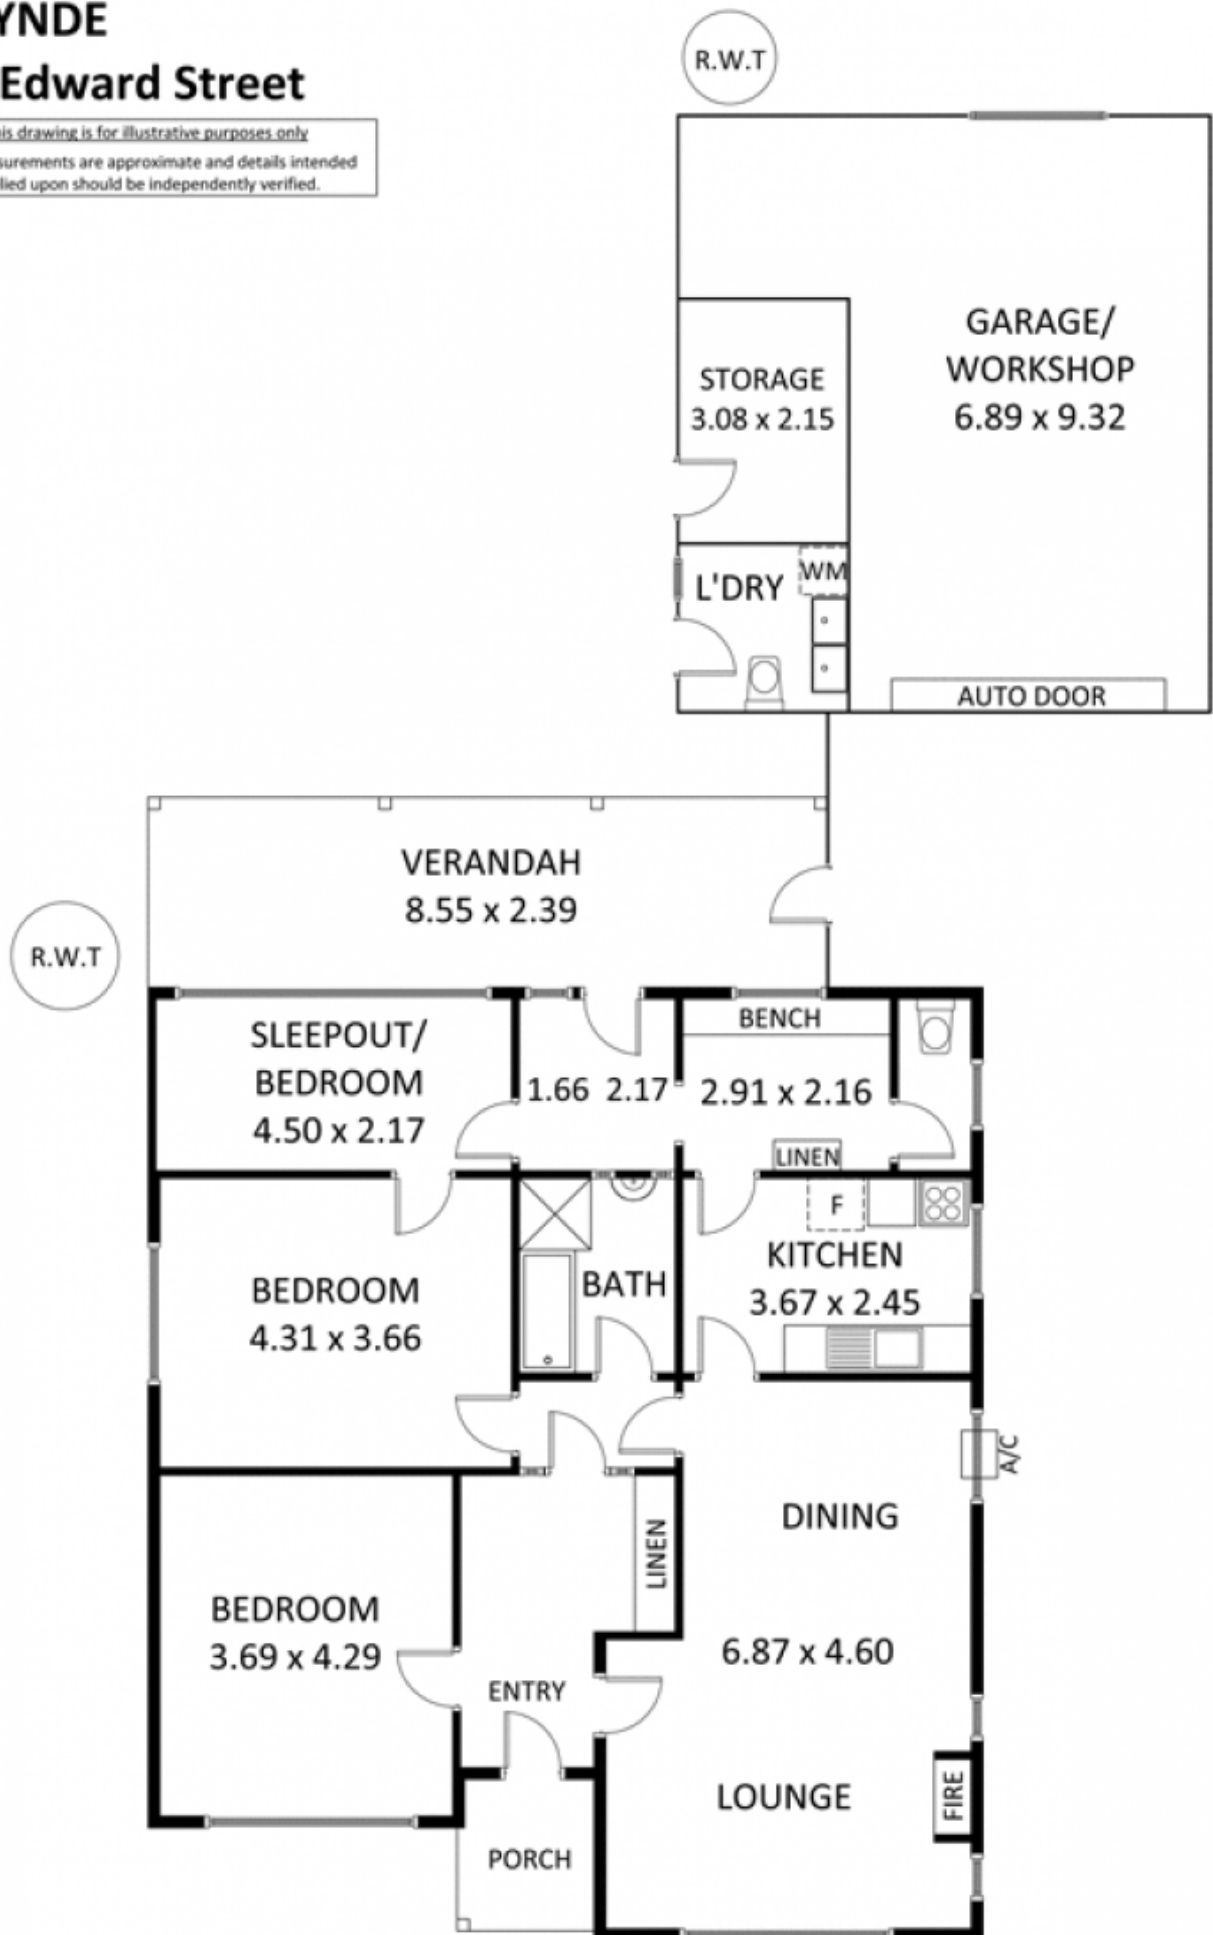 YNDE
Edward Street
is drawing is for illustrative purposes only
surements are approximate and details intended
lied upon should be independently verified.
R.W.T
GARAGE/
WORKSHOP
6.89 x 9.32
STORAGE
3.08 x 2.15
L'DRY
WM
AUTO DOOR
VERANDAH
8.55 x 2.39
R.W.T
SLEEPOUT/
BEDROOM
4.50 x 2.17
1.66 2.17
BENCH
2.91 x 2.16
LINEN
F
KITCHEN
3.67 x 2.45
BATH
BEDROOM
4.31 x 3.66
A/C
DINING
LINEN
BEDROOM
3.69 x 4.29
6.87 x 4.60
ENTRY
LOUNGE
FIRE
PORCH